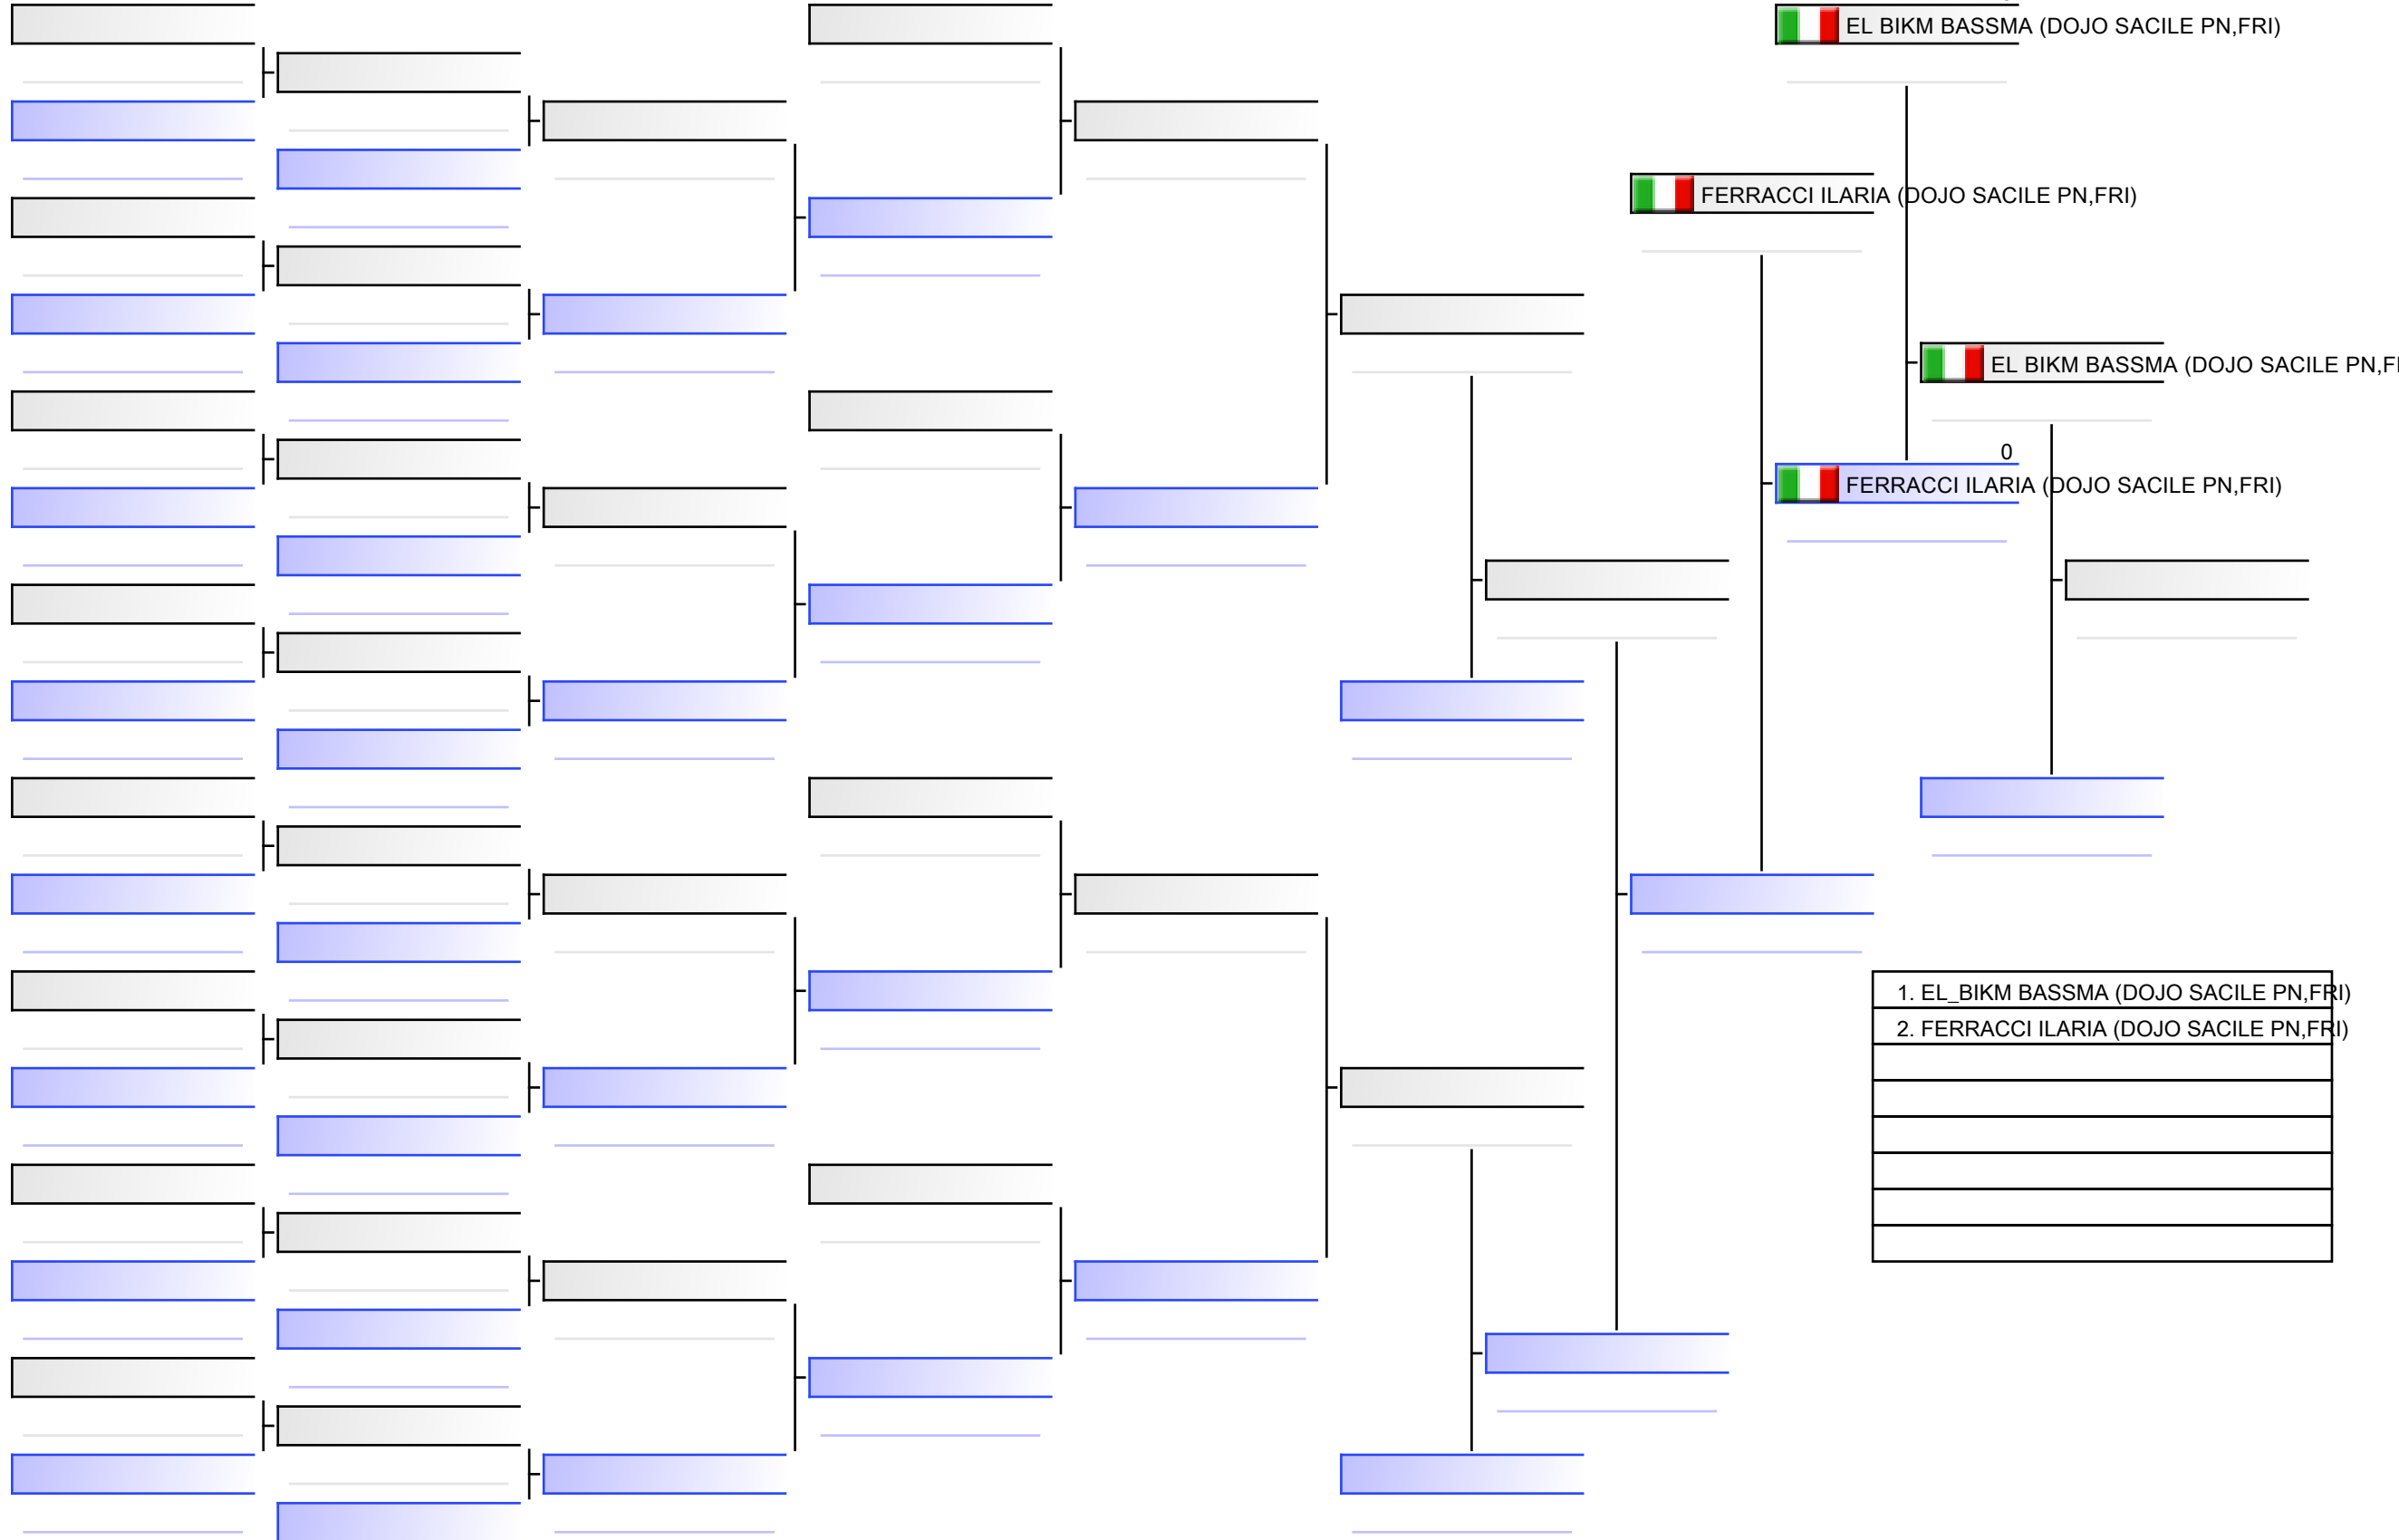 EL BIKM BASSMA (DOJO SACILE PN,FRI)
FERRACCI ILARIA (DOJO SACILE PN,FRI)
EL BIKM BASSMA (DOJO SACILE PN,F
0
FERRACCI ILARIA (DOJO SACILE PN,FRI)
1. EL_BIKM BASSMA (DOJO SACILE PN,FRI)
2. FERRACCI ILARIA (DOJO SACILE PN,FRI)